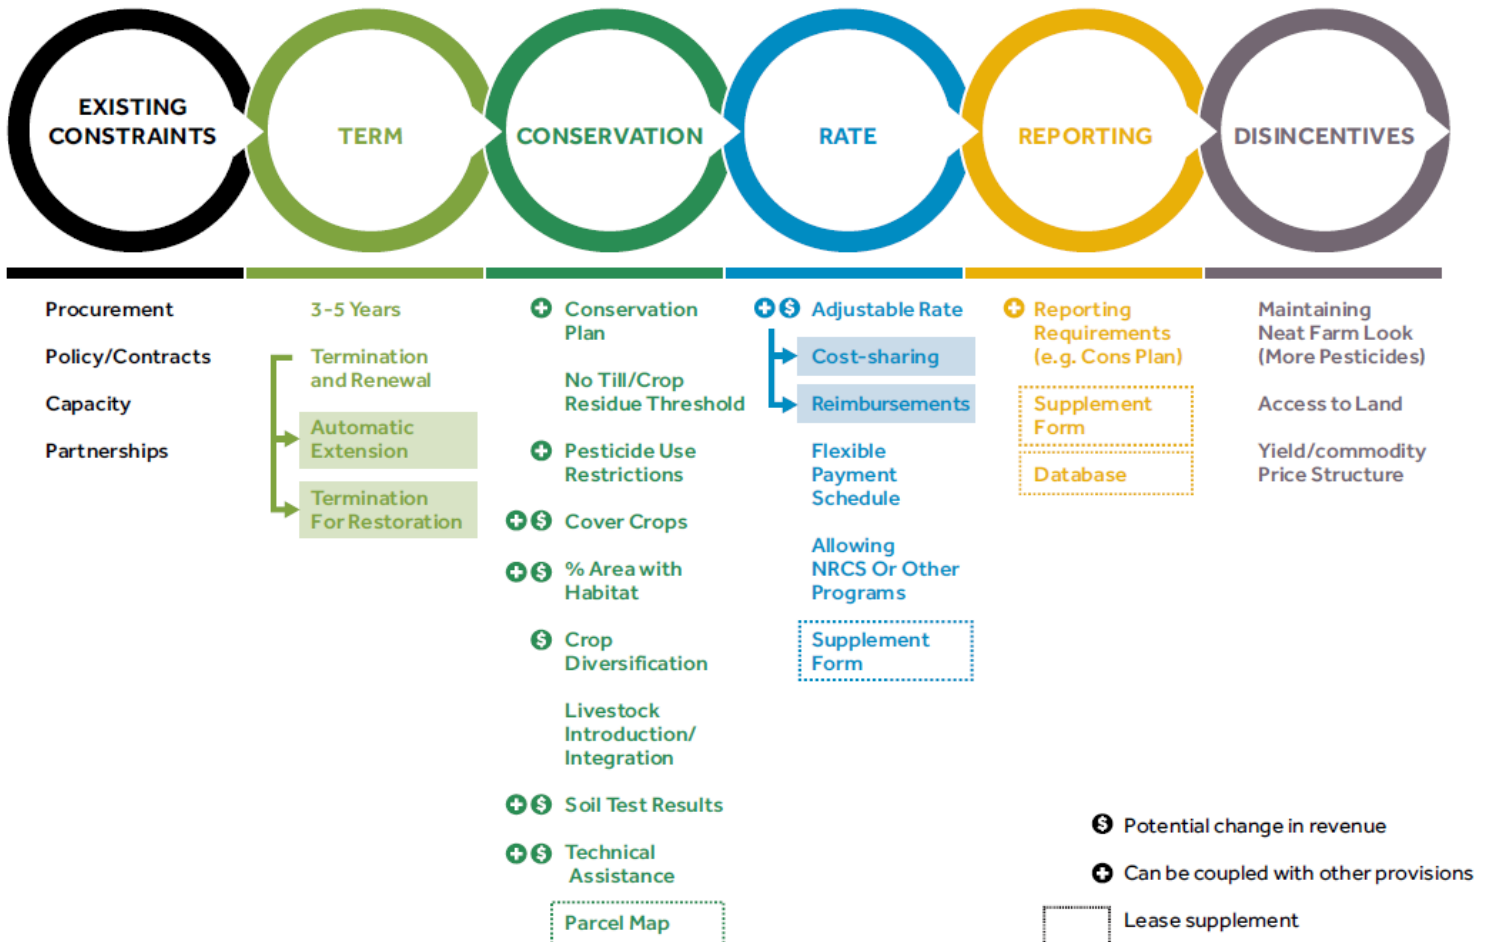 EXISTING
CONSTRAINTS
TERM
CONSERVATION
RATE
REPORTING
DISINCENTIVES
Procurement
Policy/Contracts
Capacity
Partnerships
3-5 Years
Termination
and Renewal
Automatic
Extension
Termination
For Restoration
Conservation
Plan
No Till/Crop
Residue Threshold
Pesticide Use
Restrictions
$ Cover Crops
$ % Area with
Habitat
$ Crop
Diversification
Livestock
Introduction/
Integration
$ Soil Test Results
$ Technical
Assistance
Parcel Map
$ Adjustable Rate
Cost-sharing
Reimbursements
Flexible
Payment
Schedule
Allowing
NRCS Or Other
Programs
Supplement
Form
Reporting
Requirements
(e.g. Cons Plan)
Supplement
Form
Database
Maintaining
Neat Farm Look
(More Pesticides)
Access to Land
Yield/commodity
Price Structure
$ Potential change in revenue
+ Can be coupled with other provisions
Lease supplement